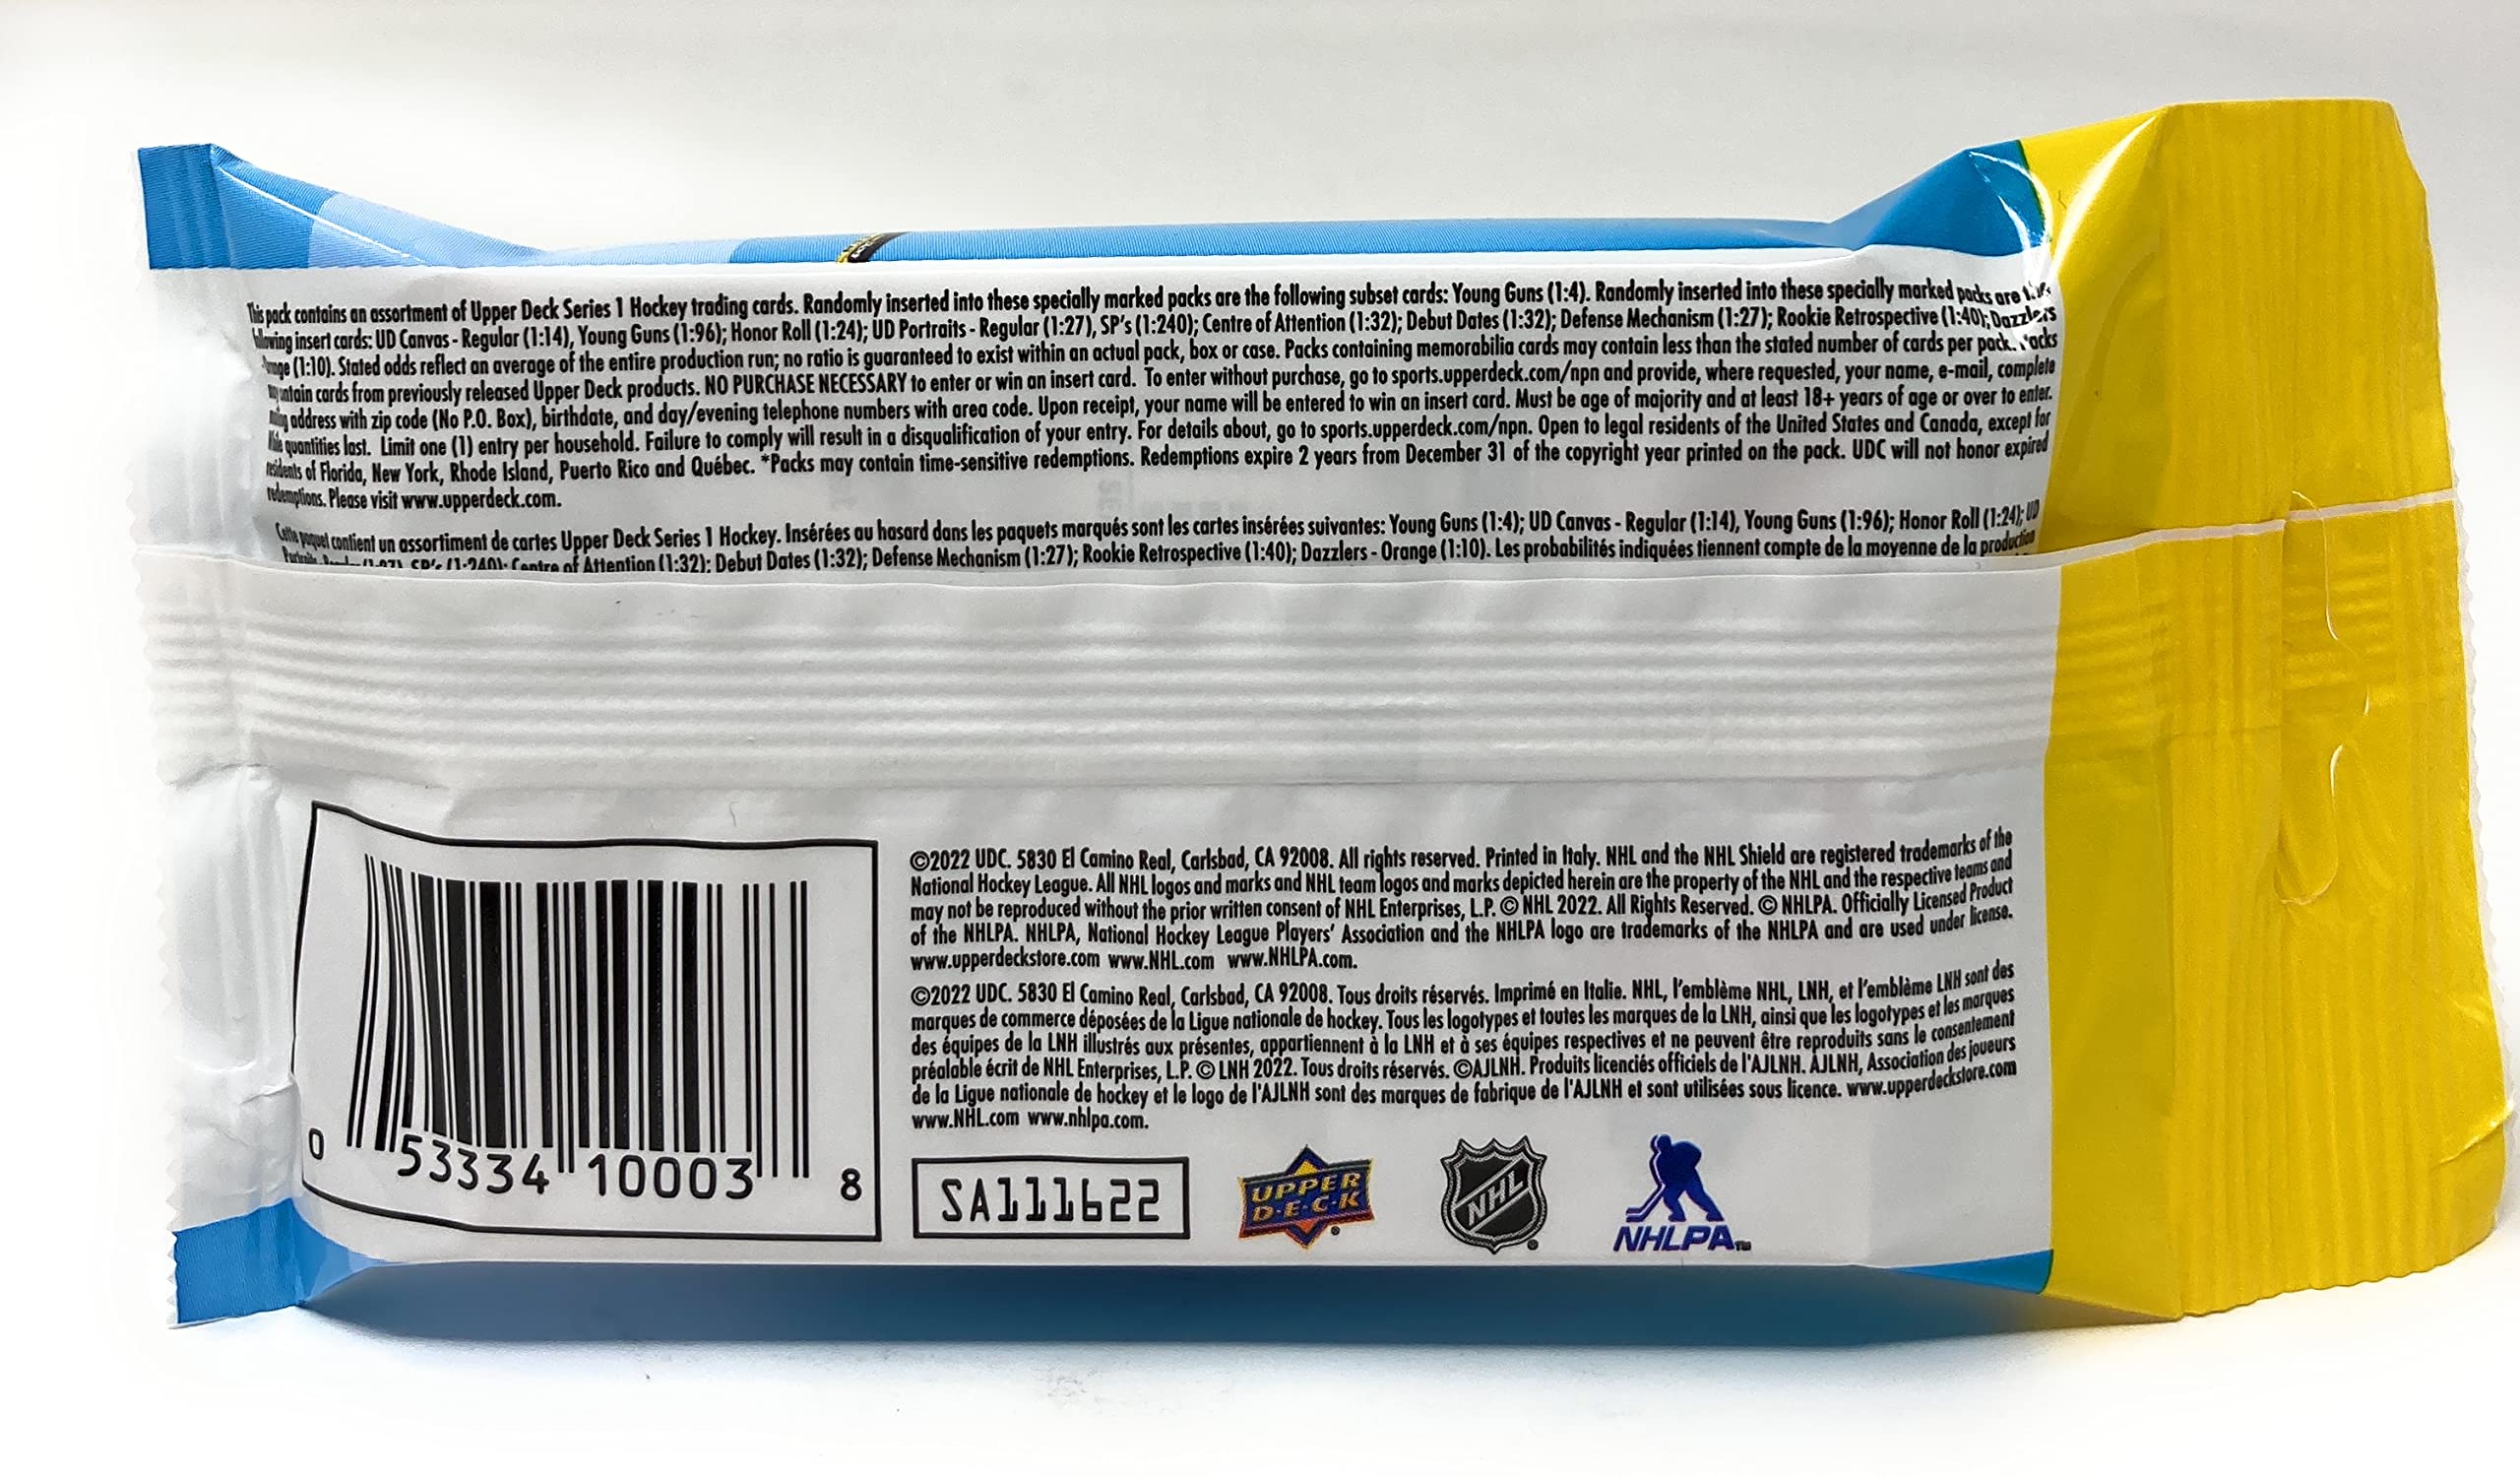 This pack contains an assortment of Upper Deck Series 1 Hockey trading cards. Randomly inserted into these specially marked packs are the following subset cards: Young Guns (1:4). Randomly inserted into these specially marked packs are
following insert cards: UD Canvas - Regular (1:14), Young Guns (1:96); Honor Roll (1:24); UD Portraits - Regular (1:27), SP's (1:240); Centre of Attention (1:32); Debut Dates (1:32); Defense Mechanism (1:27); Rookie Retrospective (1:40); Dazzlers
(1:10). Stated odds reflect an average of the entire production run; no ratio is guaranteed to exist within an actual pack, box or case. Packs containing memorabilia cards may contain less than the stated number of cards per pack. Packs
contain cards from previously released Upper Deck products. NO PURCHASE NECESSARY to enter or win an insert card. To enter without purchase, go to sports.upperdeck.com/npn and provide, where requested, your name, e-mail, complete
address with zip code (No P.O. Box), birthdate, and day/evening telephone numbers with area code. Upon receipt, your name will be entered to win an insert card. Must be age of majority and at least 18+ years of age or over to enter.
While quantities last. Limit one (1) entry per household. Failure to comply will result in a disqualification of your entry. For details about, go to sports.upperdeck.com/npn. Open to legal residents of the United States and Canada, except for
residents of Florida, New York, Rhode Island, Puerto Rico and Québec. *Packs may contain time-sensitive redemptions. Redemptions expire 2 years from December 31 of the copyright year printed on the pack. UDC will not honor expired
redemptions. Please visit www.upperdeck.com.
Cette paquet contient un assortiment de cartes Upper Deck Series 1 Hockey. Insérées au hasard dans les paquets marqués sont les cartes insérées suivantes: Young Guns (1:4); UD Canvas - Regular (1:14), Young Guns (1:96); Honor Roll (1:24); UD
(1:27), SP's (1:240); Centre of Attention (1:32); Debut Dates (1:32); Defense Mechanism (1:27); Rookie Retrospective (1:40); Dazzlers - Orange (1:10). Les probabilités indiquées tiennent compte de la moyenne de la production
©2022 UDC. 5830 El Camino Real, Carlsbad, CA 92008. All rights reserved. Printed in Italy. NHL and the NHL Shield are registered trademarks of the
National Hockey League. All NHL logos and marks and NHL team logos and marks depicted herein are the property of the NHL and the respective teams and
may not be reproduced without the prior written consent of NHL Enterprises, L.P. © NHL 2022. All Rights Reserved. © NHLPA. Officially Licensed Product
of the NHLPA. NHLPA, National Hockey League Players' Association and the NHLPA logo are trademarks of the NHLPA and are used under license.
www.upperdeckstore.com www.NHL.com www.NHLPA.com.
©2022 UDC. 5830 El Camino Real, Carlsbad, CA 92008. Tous droits réservés. Imprimé en Italie. NHL, l'emblème NHL, LNH, et l'emblème LNH sont des
marques de commerce déposées de la Ligue nationale de hockey. Tous les logotypes et toutes les marques de la LNH, ainsi que les logotypes et les marques
des équipes de la LNH illustrés aux présentes, appartiennent à la LNH et à ses équipes respectives et ne peuvent être reproduits sans le consentement
préalable écrit de NHL Enterprises, L.P. © LNH 2022. Tous droits réservés. ©AJLNH. Produits licenciés officiels de l'AJLNH. AJLNH, Association des joueurs
de la Ligue nationale de hockey et le logo de l'AJLNH sont des marques de fabrique de l'AJLNH et sont utilisées sous licence. www.upperdeckstore.com
www.NHL.com www.nhlpa.com.
0 53334 10003 8
SA111622
UPPER
D·E·C·K
NHL
NHLPA™